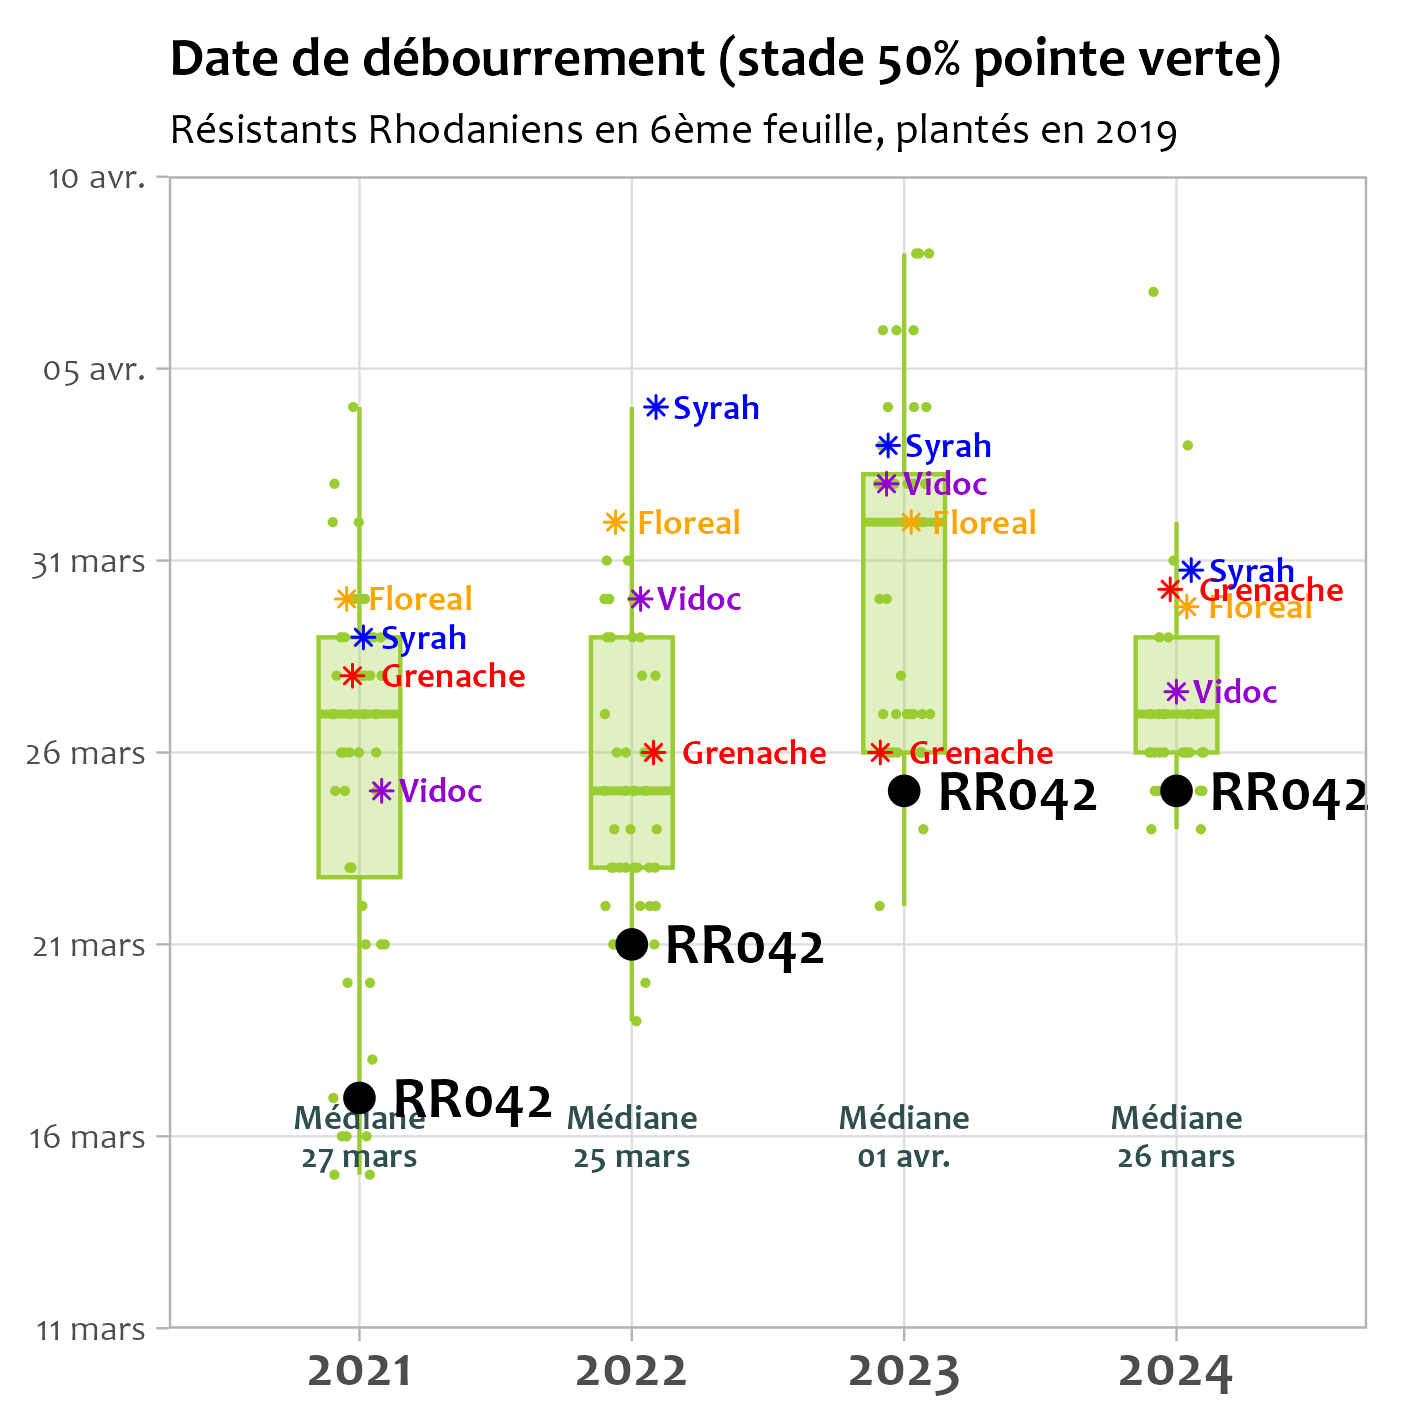 Date de débourrement (stade 50% pointe verte)
Résistants Rhodaniens en 6ème feuille, plantés en 2019
10 avr.
05 avr.
31 mars
26 mars
21 mars
16 mars
11 mars
Floreal
Syrah
Grenache
Vidoc
RR042
Médiane
27 mars
Syrah
Floreal
Vidoc
Grenache
RR042
Médiane
25 mars
Syrah
Vidoc
Floreal
Grenache
RR042
Médiane
01 avr.
Syrah
Grenache
Floreal
Vidoc
RR042
Médiane
26 mars
2021
2022
2023
2024